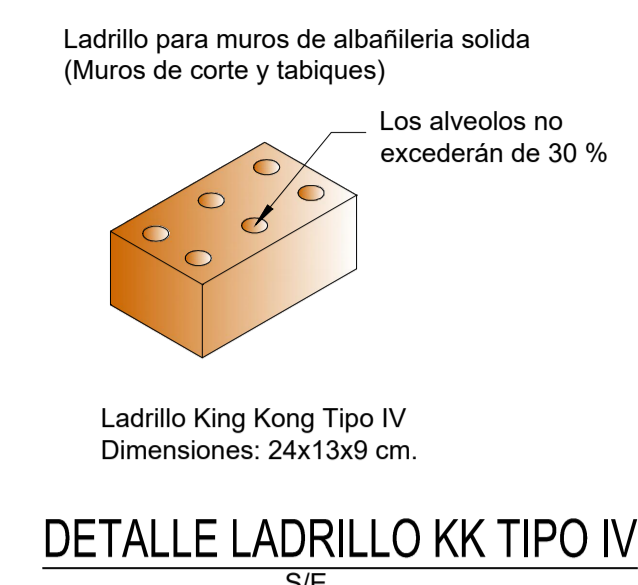 Ladrillo para muros de albañileria solida
(Muros de corte y tabiques)
Los alveolos no
excederán de 30 %
Ladrillo King Kong Tipo IV
Dimensiones: 24x13x9 cm.
DETALLE LADRILLO KK TIPO IV
S/E